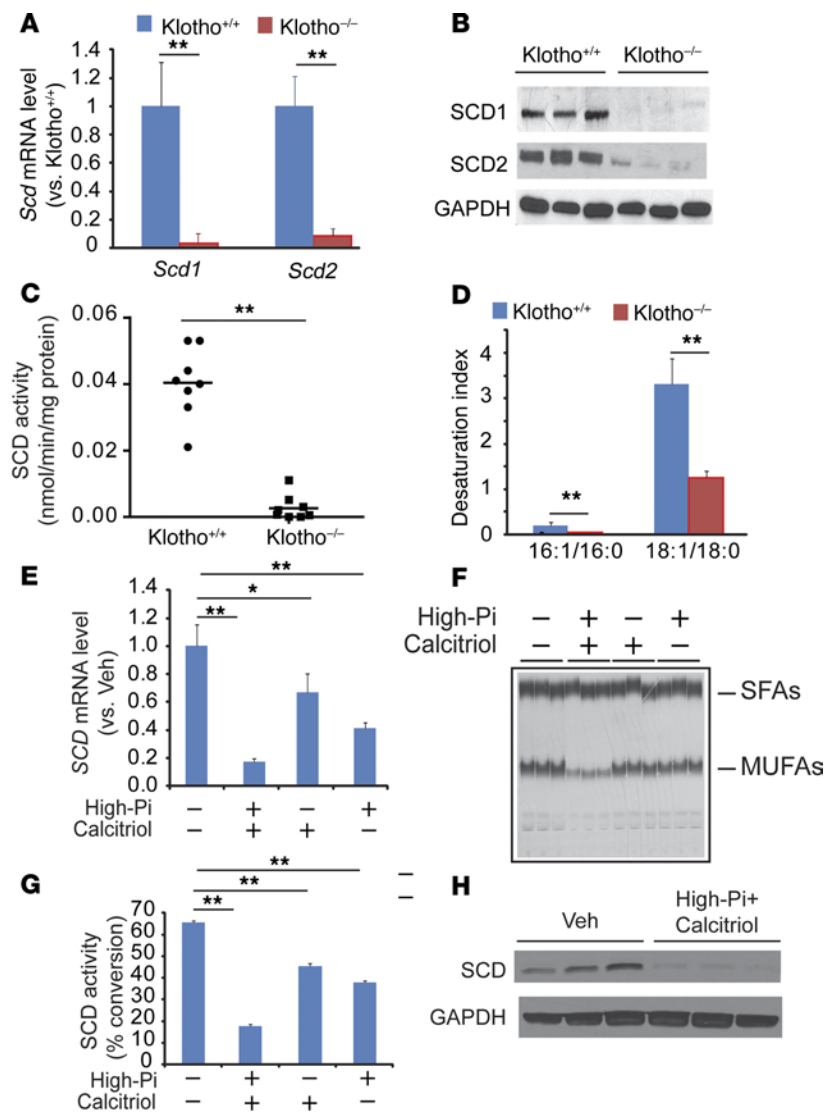 A
Klotho+/+ Klotho–/–
Scd mRNA level
(vs. Klotho+/+)
1.4
1.2
1
0.8
0.6
0.4
0.2
0
** **
Scd1 Scd2
B
Klotho+/+ Klotho–/–
SCD1
SCD2
GAPDH
C
SCD activity
(nmol/min/mg protein)
0.06
0.04
0.02
0.00
**
Klotho+/+ Klotho–/–
D
Klotho+/+ Klotho–/–
Desaturation index
4
3
2
1
0
** **
16:1/16:0 18:1/18:0
E
SCD mRNA level
(vs. Veh)
1.4
1.2
1.0
0.8
0.6
0.4
0.2
0.0
**
*
**
High-Pi – + – +
Calcitriol – + + –
F
High-Pi – + – +
Calcitriol – + + –
SFAs
MUFAs
G
SCD activity
(% conversion)
70
60
50
40
30
20
10
0
**
**
**
High-Pi – + – +
Calcitriol – + + –
H
Veh
High-Pi+
Calcitriol
SCD
GAPDH